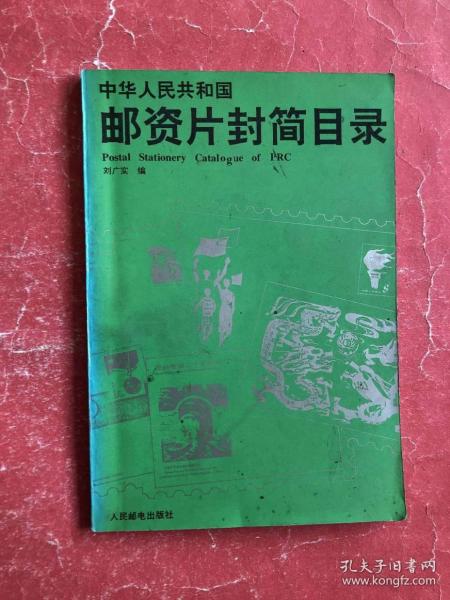 中华人民共和国
邮资片封简目录
Postal Stationery Catalogue of PRC
刘广实 编
人民邮电出版社
孔夫子旧书网
www.kongfz.com